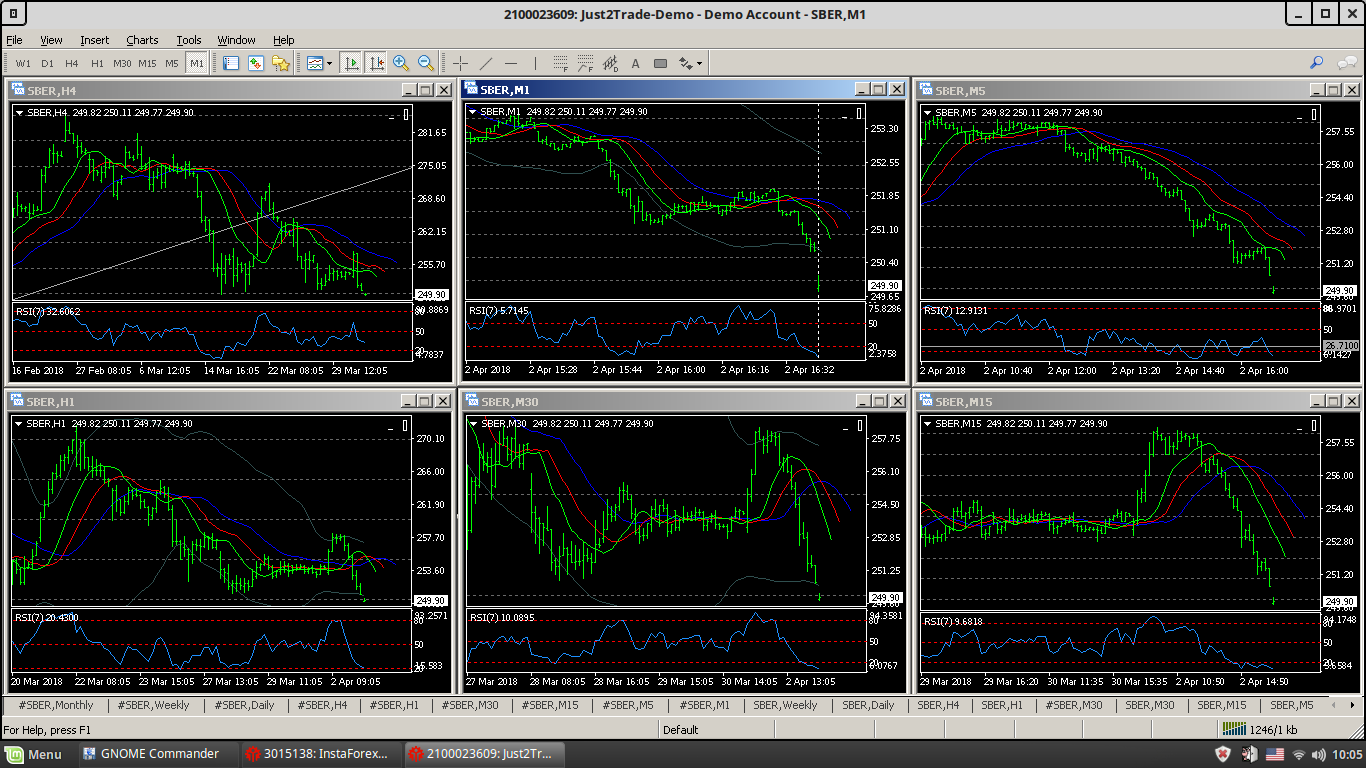 2100023609: Just2Trade-Demo - Demo Account - SBER,M1
File View Insert Charts Tools Window Help
W1 D1 H4 H1 M30 M15 M5 M1
SBER,H4
SBER,H4 249.82 250.11 249.77 249.90
281.65
275.05
268.60
262.15
255.70
249.90
RSI(7) 32.6062
50
16 Feb 2018 27 Feb 08:05 6 Mar 12:05 14 Mar 16:05 22 Mar 08:05 29 Mar 12:05
SBER,M1
SBER,M1 249.82 250.11 249.77 249.90
253.30
252.55
251.85
251.10
250.40
249.90
249.65
RSI(7) 5.7145
75.8286
50
20
2.3758
2 Apr 2018 2 Apr 15:28 2 Apr 15:44 2 Apr 16:00 2 Apr 16:16 2 Apr 16:32
SBER,M5
SBER,M5 249.82 250.11 249.77 249.90
257.55
256.00
254.40
252.80
251.20
249.90
RSI(7) 12.9131
50
26.7100
2 Apr 2018 2 Apr 10:40 2 Apr 12:00 2 Apr 13:20 2 Apr 14:40 2 Apr 16:00
SBER,H1
SBER,H1 249.82 250.11 249.77 249.90
270.10
266.00
261.90
257.70
253.60
249.90
RSI(7) 20.4300
93.2571
80
50
20 Mar 2018 22 Mar 08:05 23 Mar 15:05 27 Mar 13:05 29 Mar 11:05 2 Apr 09:05
SBER,M30
SBER,M30 249.82 250.11 249.77 249.90
257.75
256.10
254.50
252.85
251.25
249.90
RSI(7) 10.0895
94.3581
80
50
27 Mar 2018 28 Mar 08:05 28 Mar 16:05 29 Mar 15:05 30 Mar 14:05 2 Apr 13:05
SBER,M15
SBER,M15 249.82 250.11 249.77 249.90
257.55
256.00
254.40
252.80
251.20
249.90
RSI(7) 9.6818
94.1748
50
29 Mar 2018 29 Mar 16:20 30 Mar 11:35 30 Mar 15:35 2 Apr 10:50 2 Apr 14:50
#SBER,Monthly #SBER,Weekly #SBER,Daily #SBER,H4 #SBER,H1 #SBER,M30 #SBER,M15 #SBER,M5 #SBER,M1 SBER,Weekly SBER,Daily SBER,H4 SBER,H1 #SBER,M30 SBER,M30 SBER,M15 SBER,M5
For Help, press F1 Default 1246/1 kb
Menu GNOME Commander 3015138: InstaForex... 2100023609: Just2Tr... 10:05